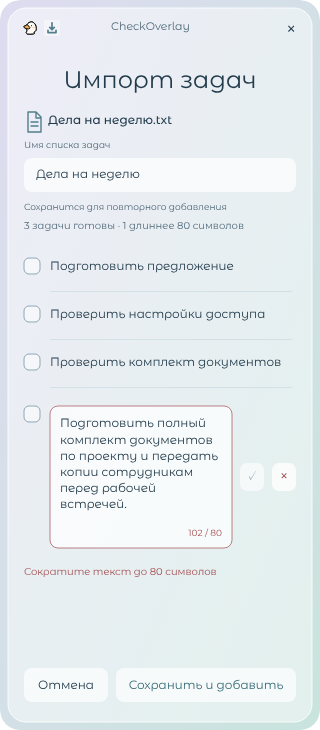 CheckOverlay
×
Импорт задач
Дела на неделю.txt
Имя списка задач
Дела на неделю
Сохранится для повторного добавления
3 задачи готовы · 1 длиннее 80 символов
Подготовить предложение
Проверить настройки доступа
Проверить комплект документов
Подготовить полный
комплект документов
по проекту и передать
копии сотрудникам
перед рабочей
встречей.
102 / 80
✓ ×
Сократите текст до 80 символов
Отмена Сохранить и добавить